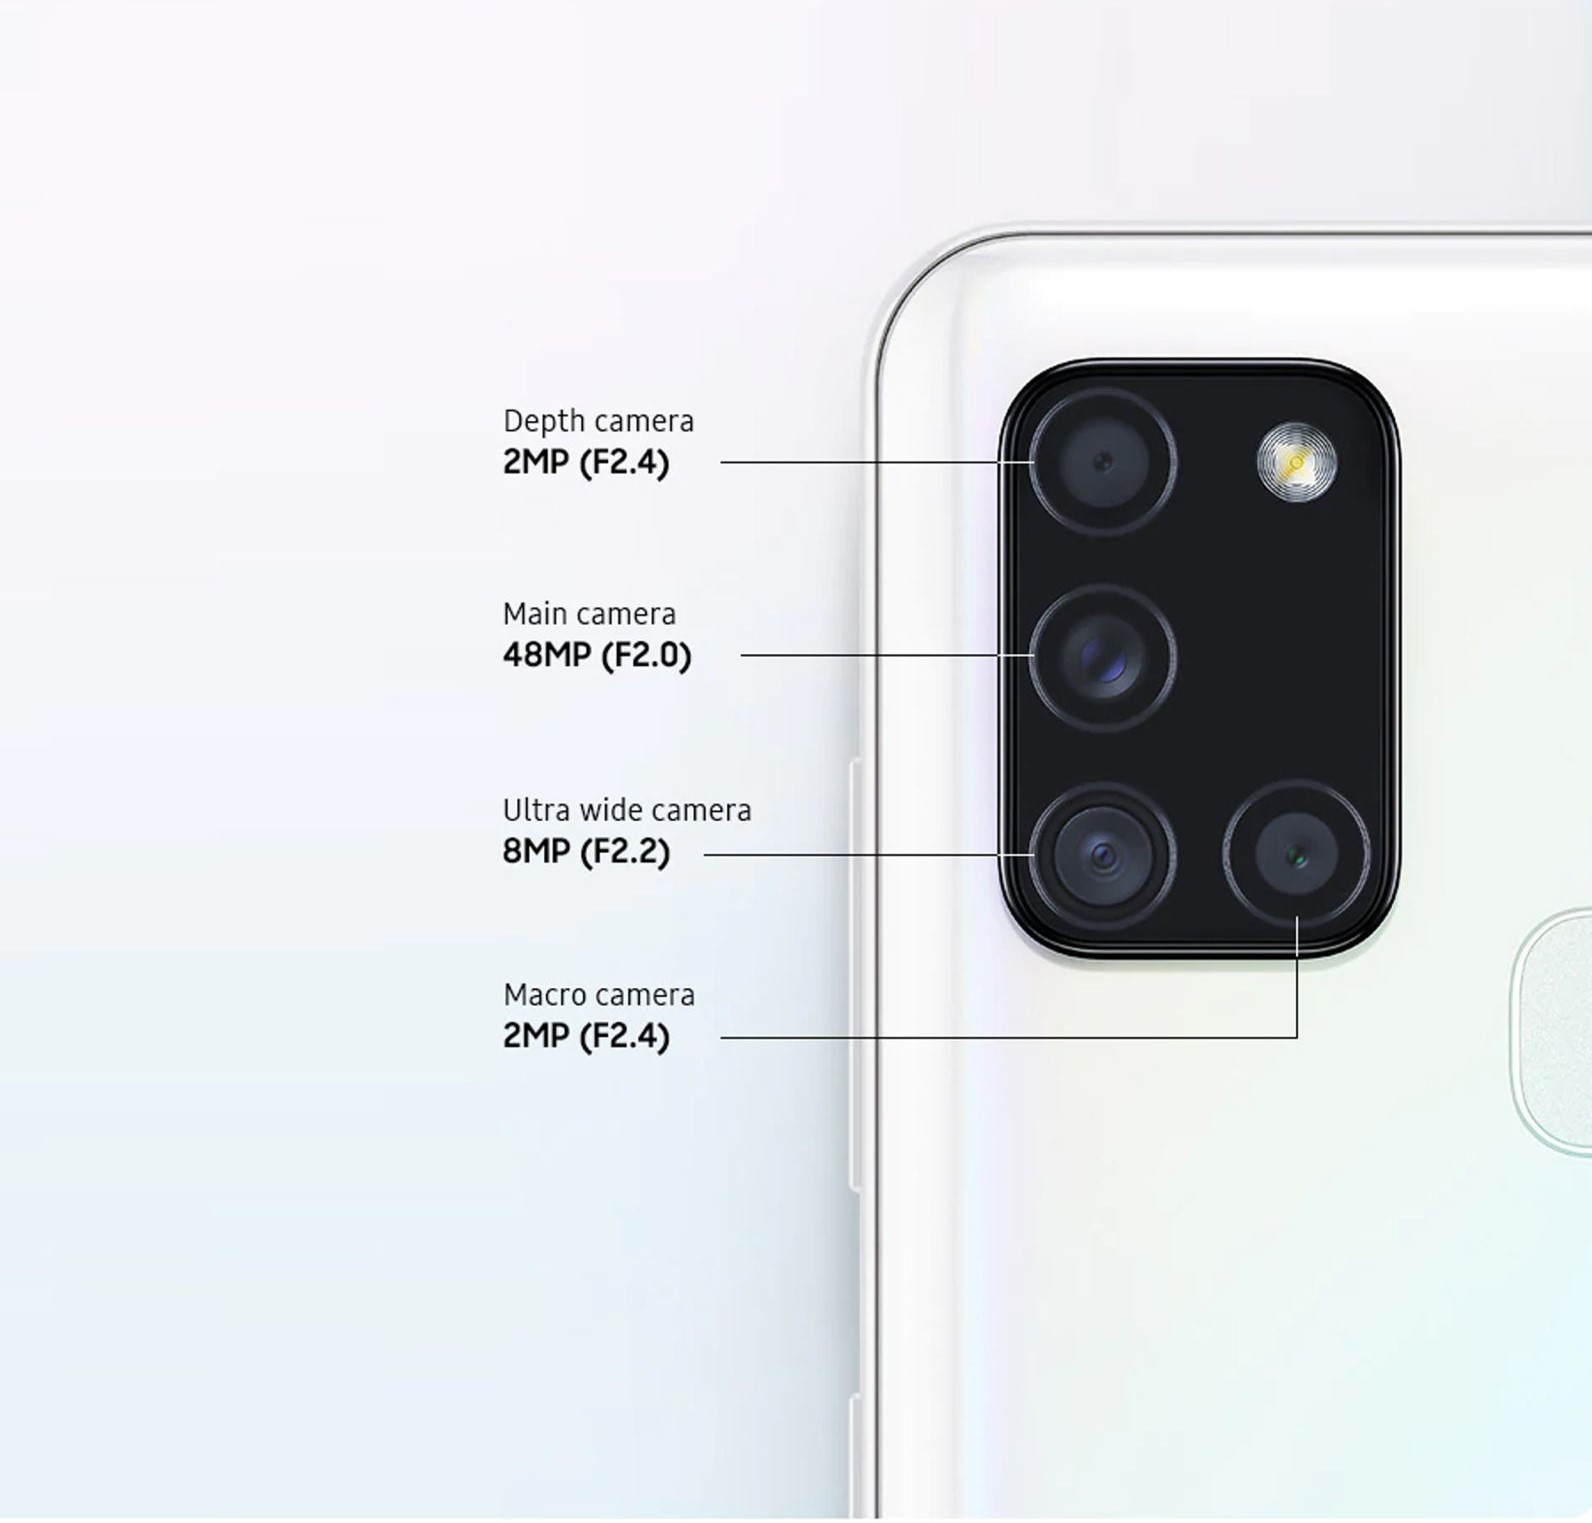 Depth camera
2MP (F2.4)
Main camera
48MP (F2.0)
Ultra wide camera
8MP (F2.2)
Macro camera
2MP (F2.4)